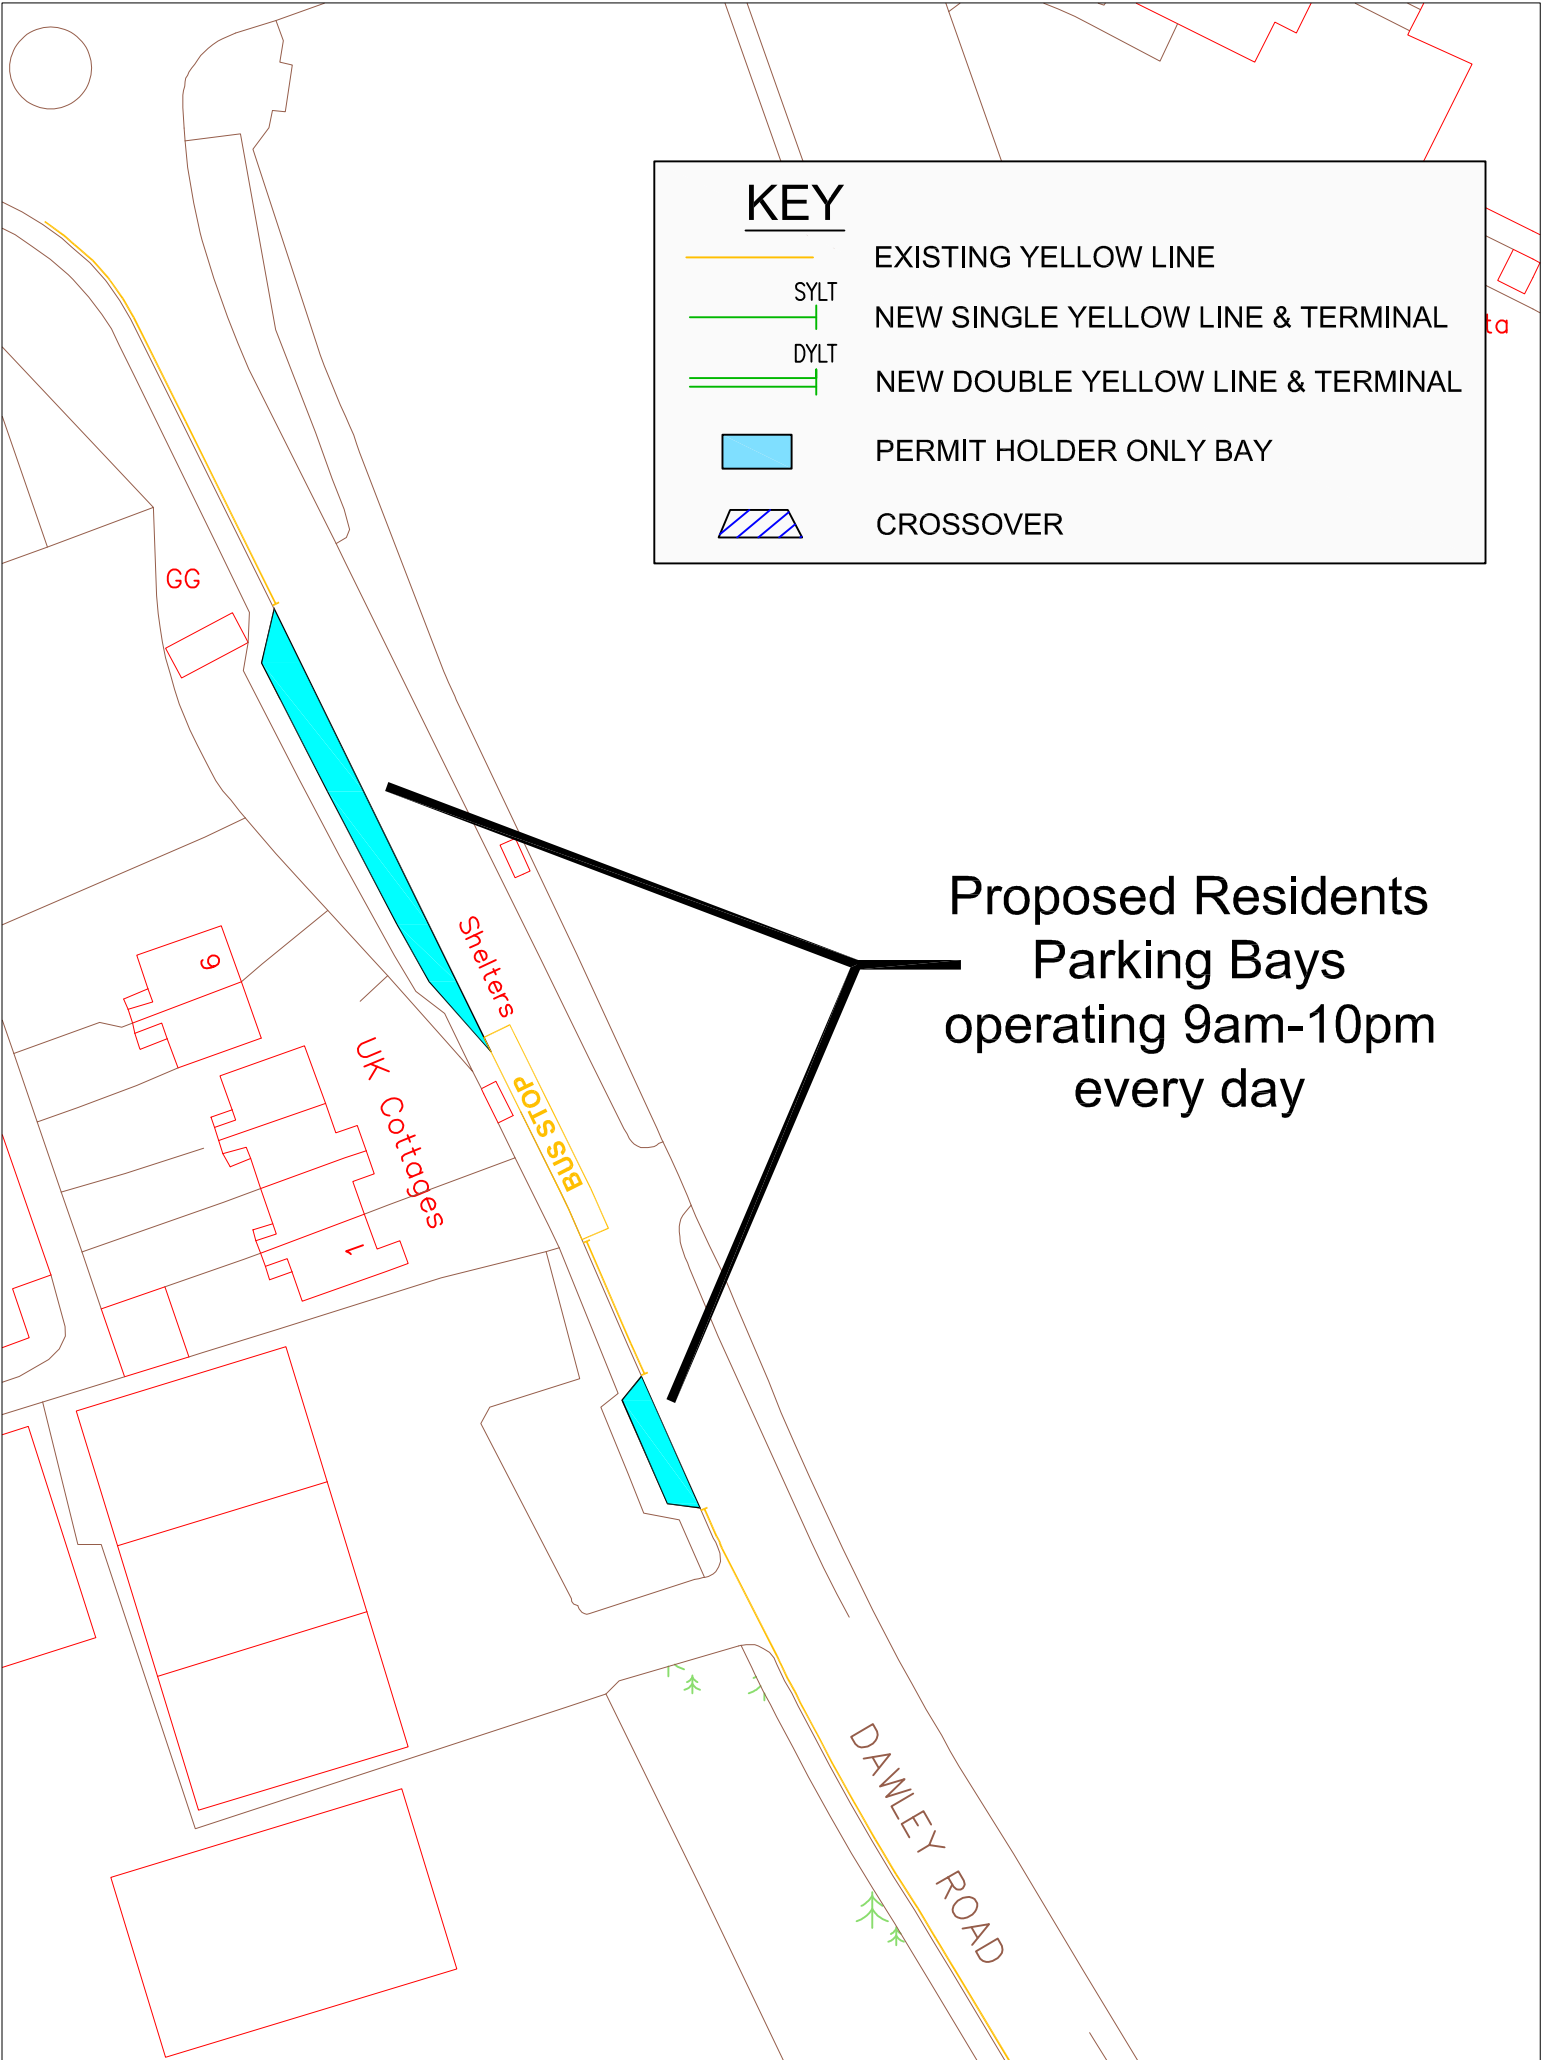 KEY
EXISTING YELLOW LINE
SYLT
NEW SINGLE YELLOW LINE & TERMINAL
DYLT
NEW DOUBLE YELLOW LINE & TERMINAL
PERMIT HOLDER ONLY BAY
CROSSOVER
ta
GG
Proposed Residents
Parking Bays
operating 9am-10pm
every day
Shelters
9
UK Cottages
BUS STOP
1
DAWLEY ROAD